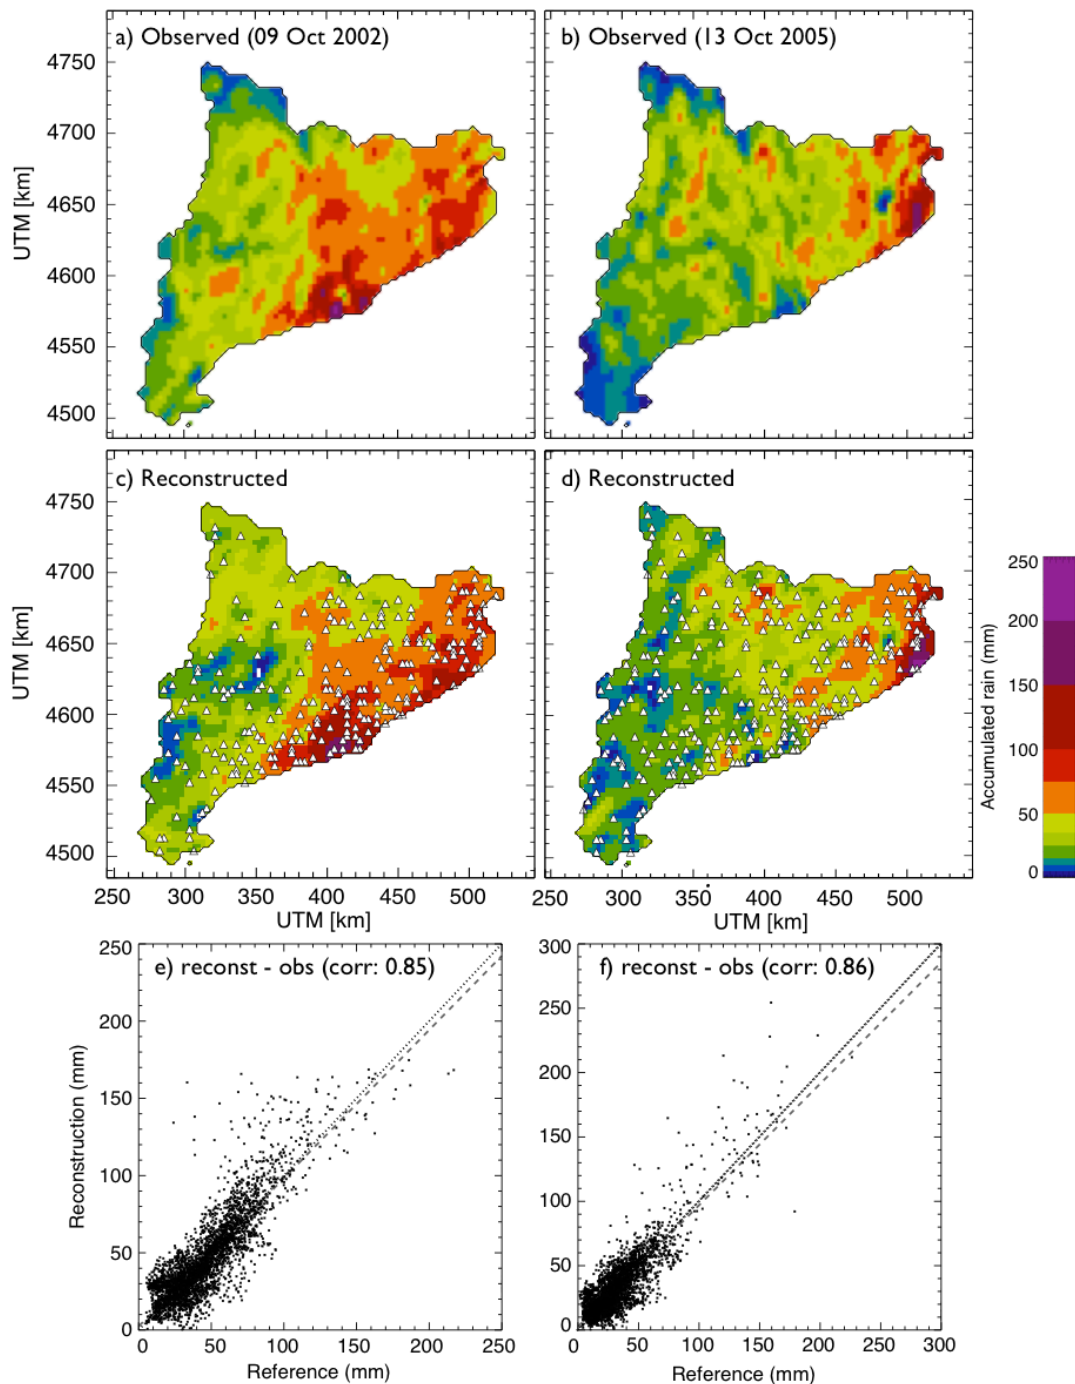 a) Observed (09 Oct 2002)
b) Observed (13 Oct 2005)
4750
4700
4650
4600
4550
4500
UTM [km]
c) Reconstructed
d) Reconstructed
4750
4700
4650
4600
4550
4500
UTM [km]
250 300 350 400 450 500
UTM [km]
250 300 350 400 450 500
UTM [km]
250
200
150
100
50
0
Accumulated rain (mm)
e) reconst - obs (corr: 0.85)
250
200
150
100
50
0
Reconstruction (mm)
0 50 100 150 200 250
Reference (mm)
f) reconst - obs (corr: 0.86)
300
250
200
150
100
50
0
0 50 100 150 200 250 300
Reference (mm)